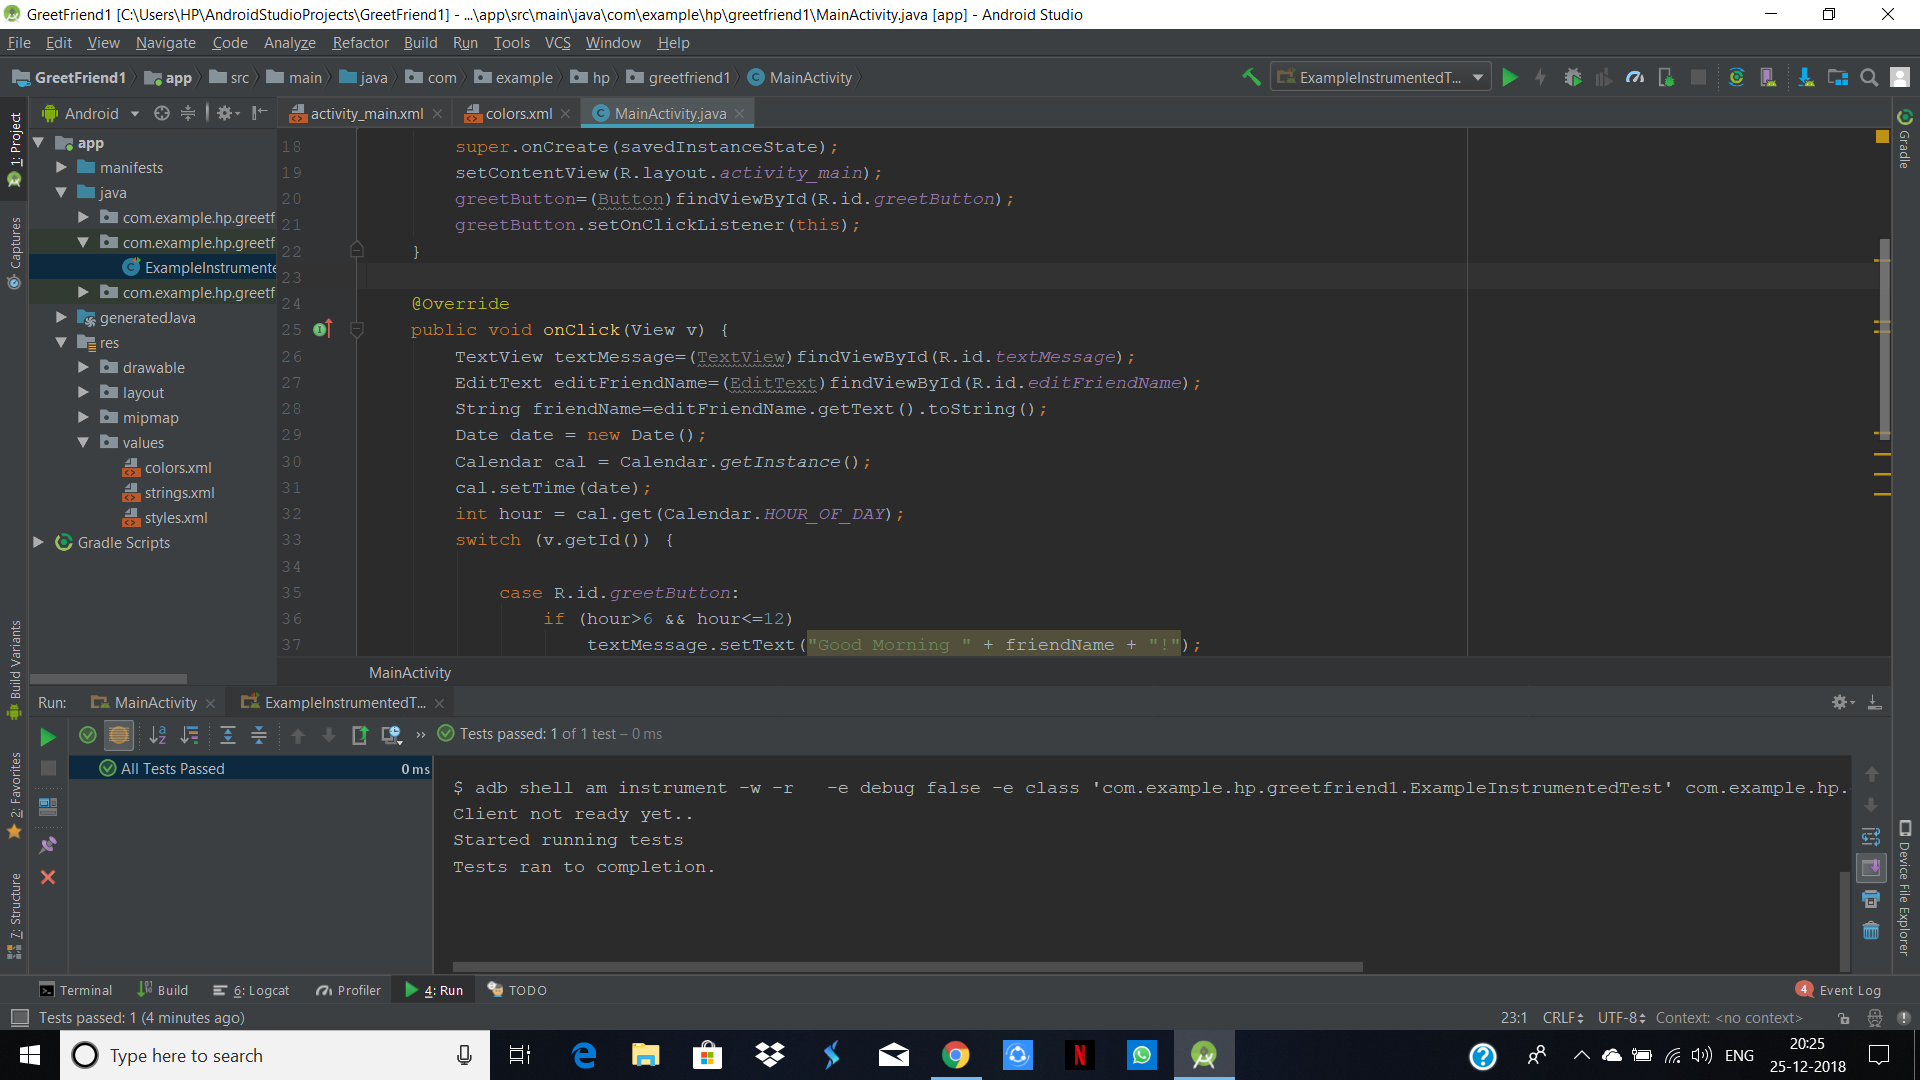 GreetFriend1 [C:\Users\HP\AndroidStudioProjects\GreetFriend1] - ...\app\src\main\java\com\example\hp\greetfriend1\MainActivity.java [app] - Android Studio
File Edit View Navigate Code Analyze Refactor Build Run Tools VCS Window Help
GreetFriend1 app src main java com example hp greetfriend1 MainActivity ExampleInstrumentedT...
Android activity_main.xml colors.xml MainActivity.java
1: Project
Captures
Build Variants
2: Favorites
7: Structure
app
manifests
java
com.example.hp.greetf
com.example.hp.greetf
ExampleInstrumente
com.example.hp.greetf
generatedJava
res
drawable
layout
mipmap
values
colors.xml
strings.xml
styles.xml
Gradle Scripts
18 super.onCreate(savedInstanceState);
19 setContentView(R.layout.activity_main);
20 greetButton=(Button)findViewById(R.id.greetButton);
21 greetButton.setOnClickListener(this);
22 }
23
24 @Override
25 public void onClick(View v) {
26 TextView textMessage=(TextView)findViewById(R.id.textMessage);
27 EditText editFriendName=(EditText)findViewById(R.id.editFriendName);
28 String friendName=editFriendName.getText().toString();
29 Date date = new Date();
30 Calendar cal = Calendar.getInstance();
31 cal.setTime(date);
32 int hour = cal.get(Calendar.HOUR_OF_DAY);
33 switch (v.getId()) {
34
35 case R.id.greetButton:
36 if (hour>6 && hour<=12)
37 textMessage.setText("Good Morning " + friendName + "!");
MainActivity
Gradle
Device File Explorer
Run: MainActivity ExampleInstrumentedT...
Tests passed: 1 of 1 test – 0 ms
All Tests Passed 0 ms
$ adb shell am instrument -w -r   -e debug false -e class 'com.example.hp.greetfriend1.ExampleInstrumentedTest' com.example.hp.
Client not ready yet..
Started running tests
Tests ran to completion.
Terminal Build 6: Logcat Profiler 4: Run TODO 4 Event Log
Tests passed: 1 (4 minutes ago) 23:1 CRLF UTF-8 Context: <no context>
Type here to search ENG 20:25
25-12-2018